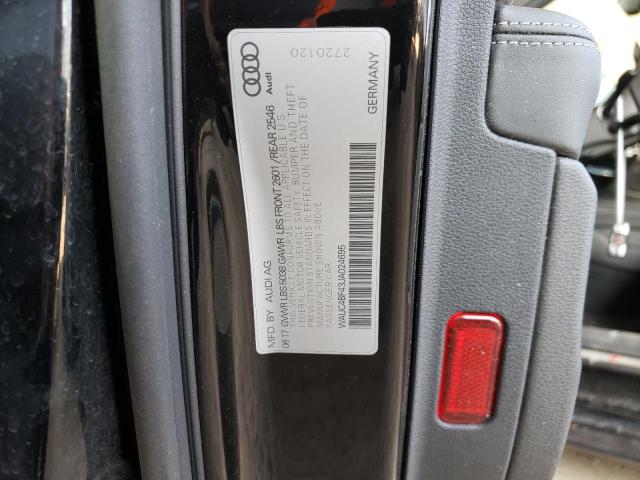 MFD. BY AUDI AG
06 17 GVWR LBS 5038 GAWR LBS FRONT 2601 / REAR 2546
THIS VEHICLE CONFORMS TO ALL APPLICABLE U.S.
FEDERAL MOTOR VEHICLE SAFETY, BUMPER AND THEFT
PREVENTION STANDARDS IN EFFECT ON THE DATE OF
MANUFACTURE SHOWN ABOVE
PASSENGER CAR
WAUC4BF43JA024695
Audi
2720120
GERMANY